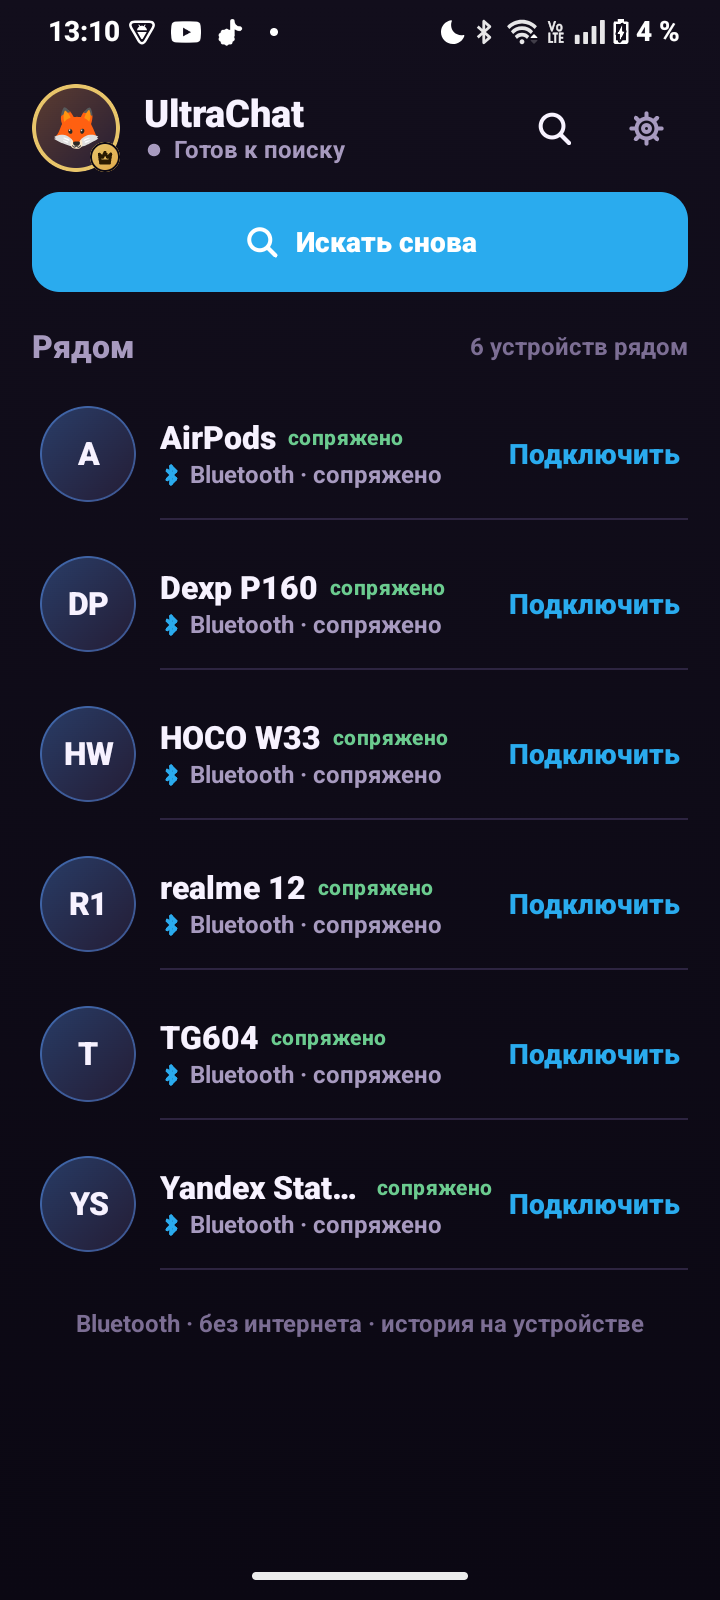 13:10 Vo LTE 4 %
UltraChat
Готов к поиску
Искать снова
Рядом 6 устройств рядом
A AirPods сопряжено Подключить
Bluetooth · сопряжено
DP Dexp P160 сопряжено Подключить
Bluetooth · сопряжено
HW HOCO W33 сопряжено Подключить
Bluetooth · сопряжено
R1 realme 12 сопряжено Подключить
Bluetooth · сопряжено
T TG604 сопряжено Подключить
Bluetooth · сопряжено
YS Yandex Stat... сопряжено Подключить
Bluetooth · сопряжено
Bluetooth · без интернета · история на устройстве